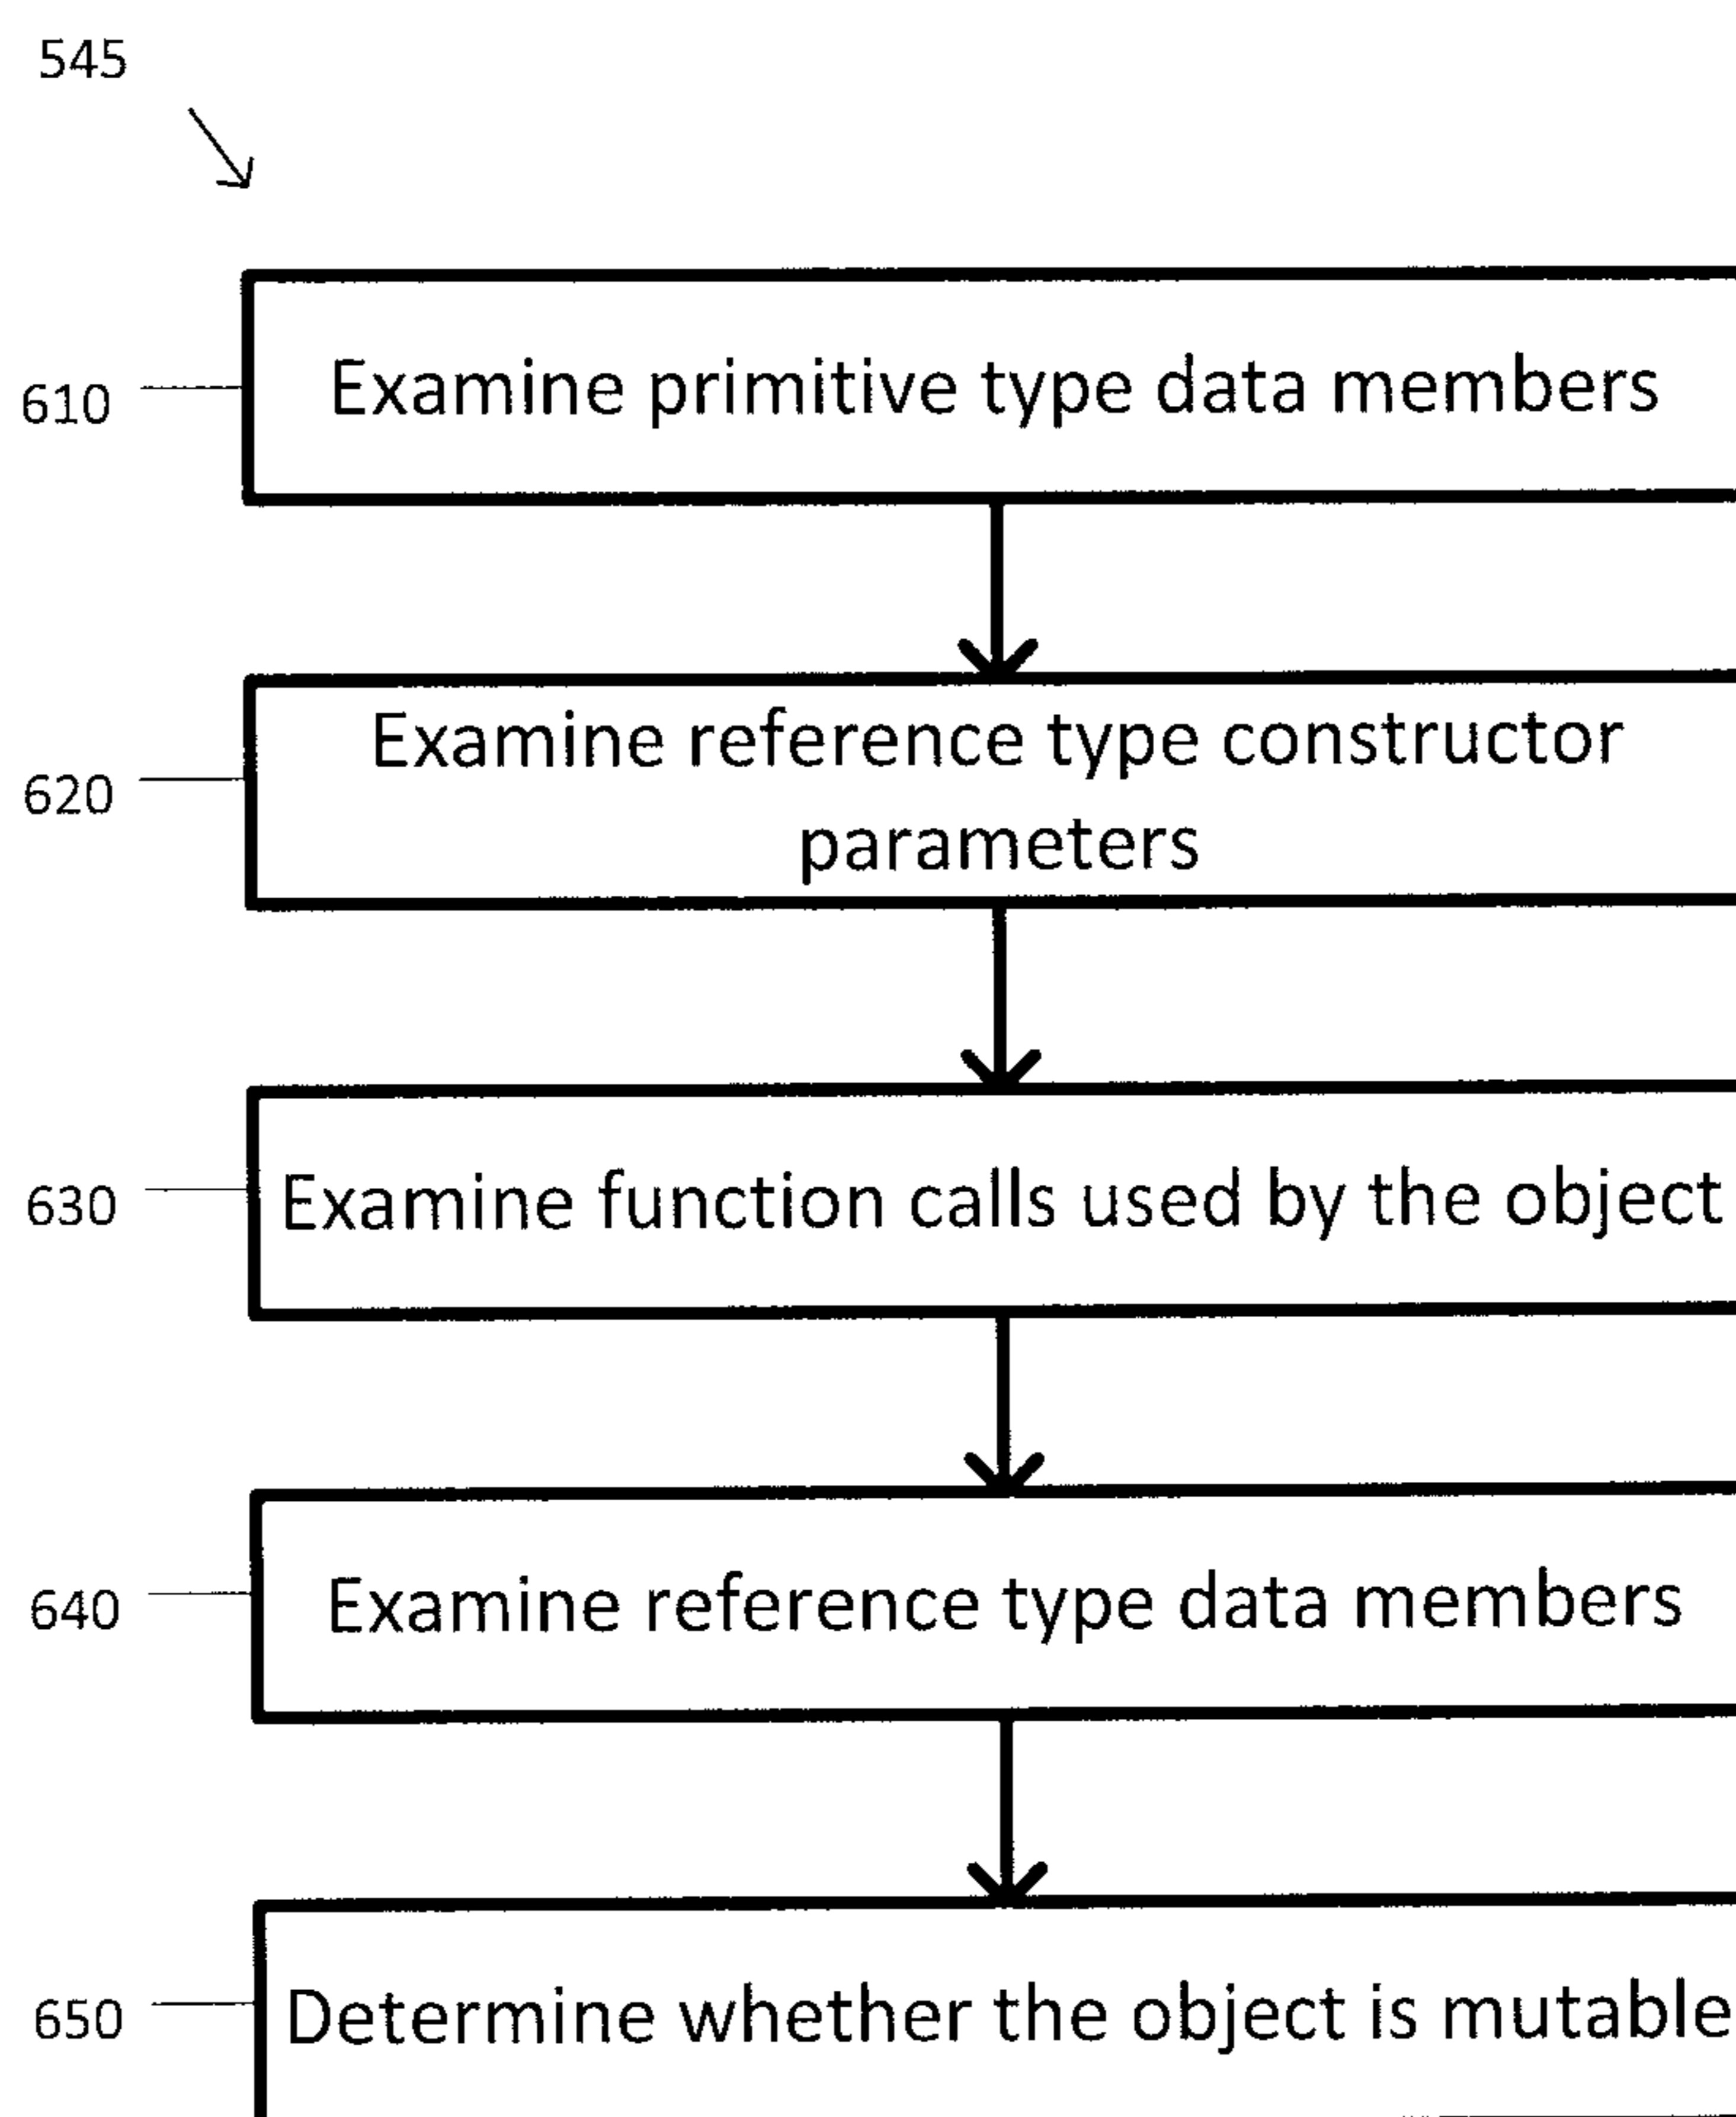 545
610
Examine primitive type data members
620
Examine reference type constructor
parameters
630
Examine function calls used by the object
640
Examine reference type data members
650
Determine whether the object is mutable